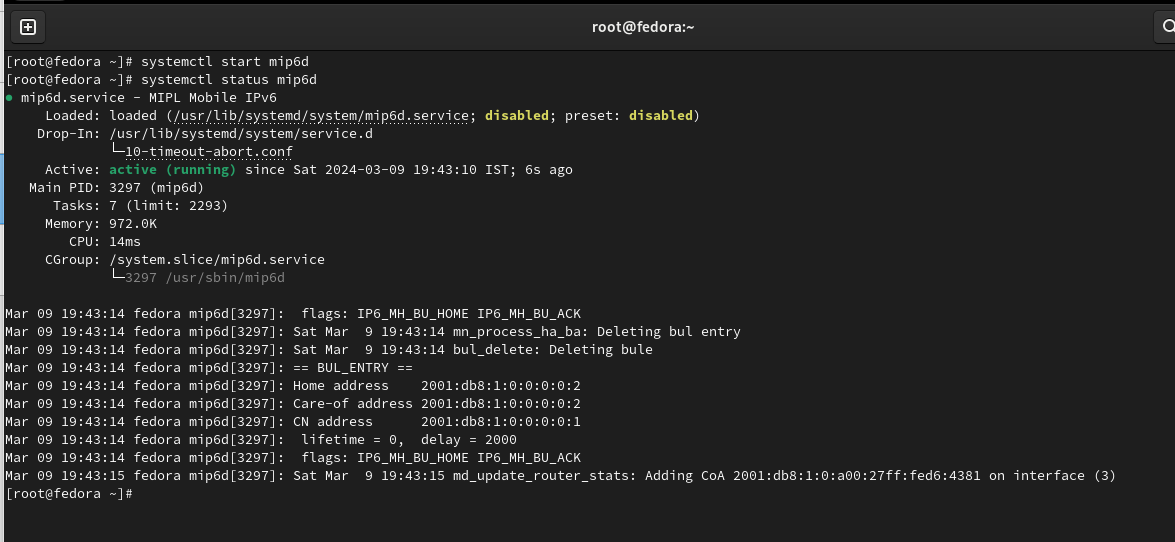 root@fedora:~
[root@fedora ~]# systemctl start mip6d
[root@fedora ~]# systemctl status mip6d
● mip6d.service - MIPL Mobile IPv6
     Loaded: loaded (/usr/lib/systemd/system/mip6d.service; disabled; preset: disabled)
    Drop-In: /usr/lib/systemd/system/service.d
             └─10-timeout-abort.conf
     Active: active (running) since Sat 2024-03-09 19:43:10 IST; 6s ago
   Main PID: 3297 (mip6d)
      Tasks: 7 (limit: 2293)
     Memory: 972.0K
        CPU: 14ms
     CGroup: /system.slice/mip6d.service
             └─3297 /usr/sbin/mip6d
Mar 09 19:43:14 fedora mip6d[3297]:  flags: IP6_MH_BU_HOME IP6_MH_BU_ACK
Mar 09 19:43:14 fedora mip6d[3297]: Sat Mar  9 19:43:14 mn_process_ha_ba: Deleting bul entry
Mar 09 19:43:14 fedora mip6d[3297]: Sat Mar  9 19:43:14 bul_delete: Deleting bule
Mar 09 19:43:14 fedora mip6d[3297]: == BUL_ENTRY ==
Mar 09 19:43:14 fedora mip6d[3297]: Home address    2001:db8:1:0:0:0:0:2
Mar 09 19:43:14 fedora mip6d[3297]: Care-of address 2001:db8:1:0:0:0:0:2
Mar 09 19:43:14 fedora mip6d[3297]: CN address      2001:db8:1:0:0:0:0:1
Mar 09 19:43:14 fedora mip6d[3297]:  lifetime = 0,  delay = 2000
Mar 09 19:43:14 fedora mip6d[3297]:  flags: IP6_MH_BU_HOME IP6_MH_BU_ACK
Mar 09 19:43:15 fedora mip6d[3297]: Sat Mar  9 19:43:15 md_update_router_stats: Adding CoA 2001:db8:1:0:a00:27ff:fed6:4381 on interface (3)
[root@fedora ~]#